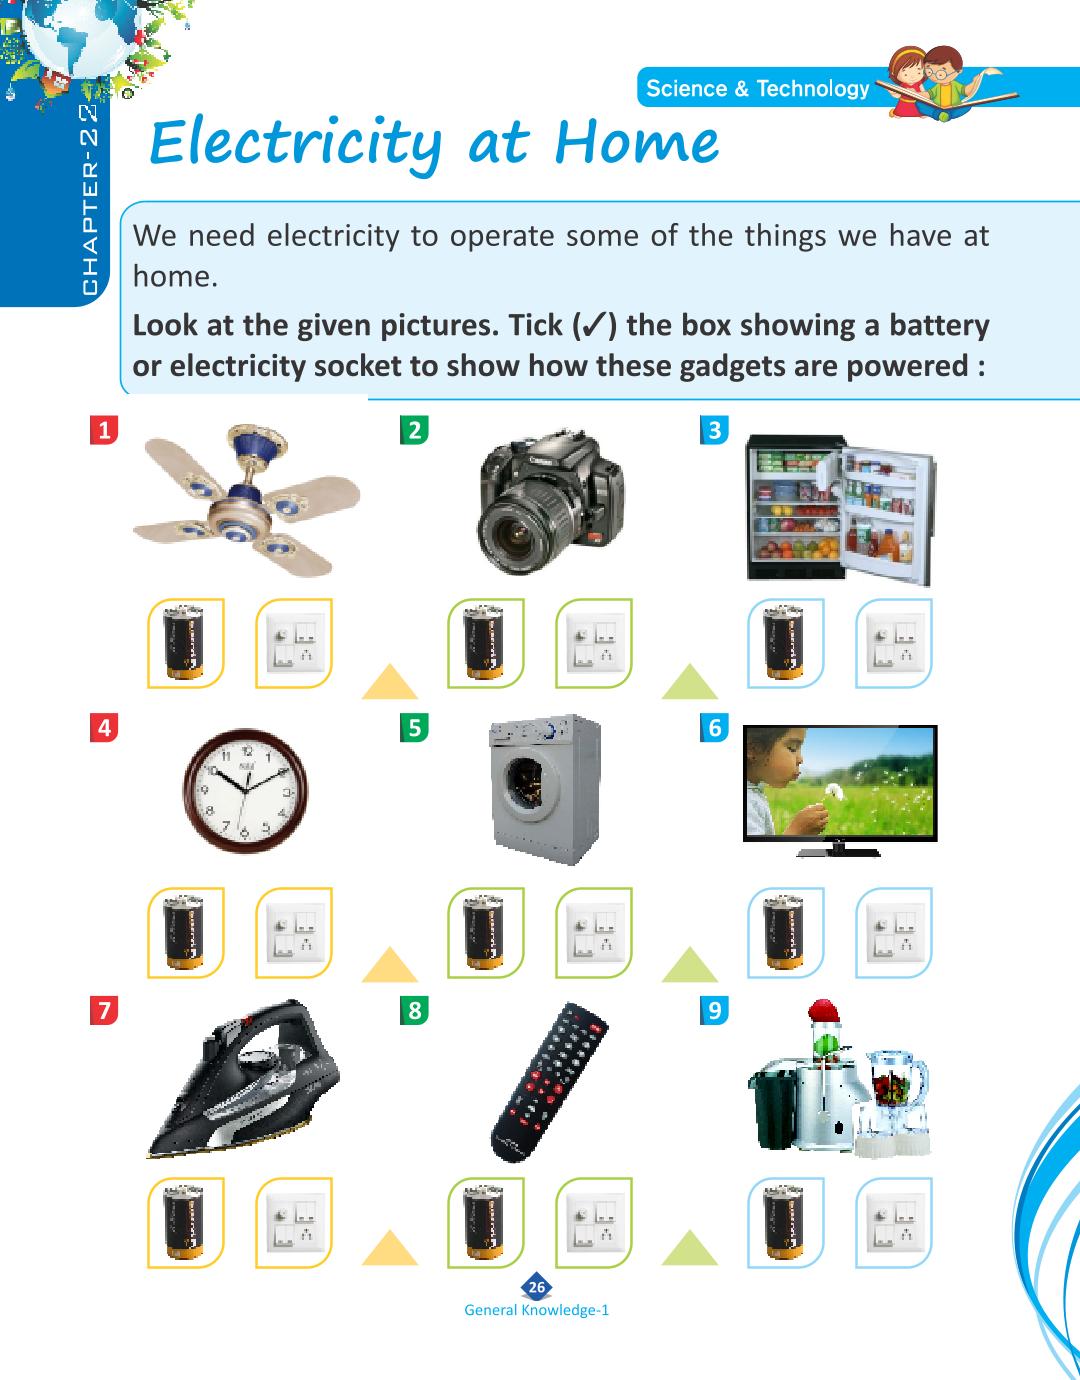 Science & Technology
CHAPTER-22
Electricity at Home
We need electricity to operate some of the things we have at
home.
Look at the given pictures. Tick (✓) the box showing a battery
or electricity socket to show how these gadgets are powered :
1
2
3
Canon
4
5
6
7
8
9
26
General Knowledge-1